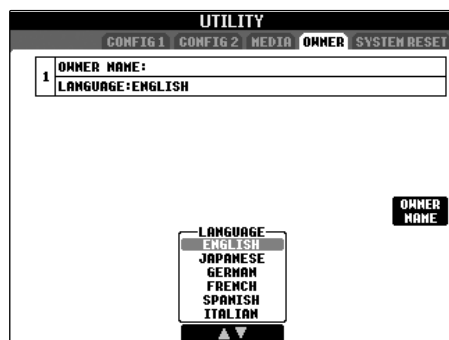 UTILITY
CONFIG 1 CONFIG 2 MEDIA OWNER SYSTEM RESET
1
OWNER NAME:
LANGUAGE:ENGLISH
OWNER
NAME
LANGUAGE
ENGLISH
JAPANESE
GERMAN
FRENCH
SPANISH
ITALIAN